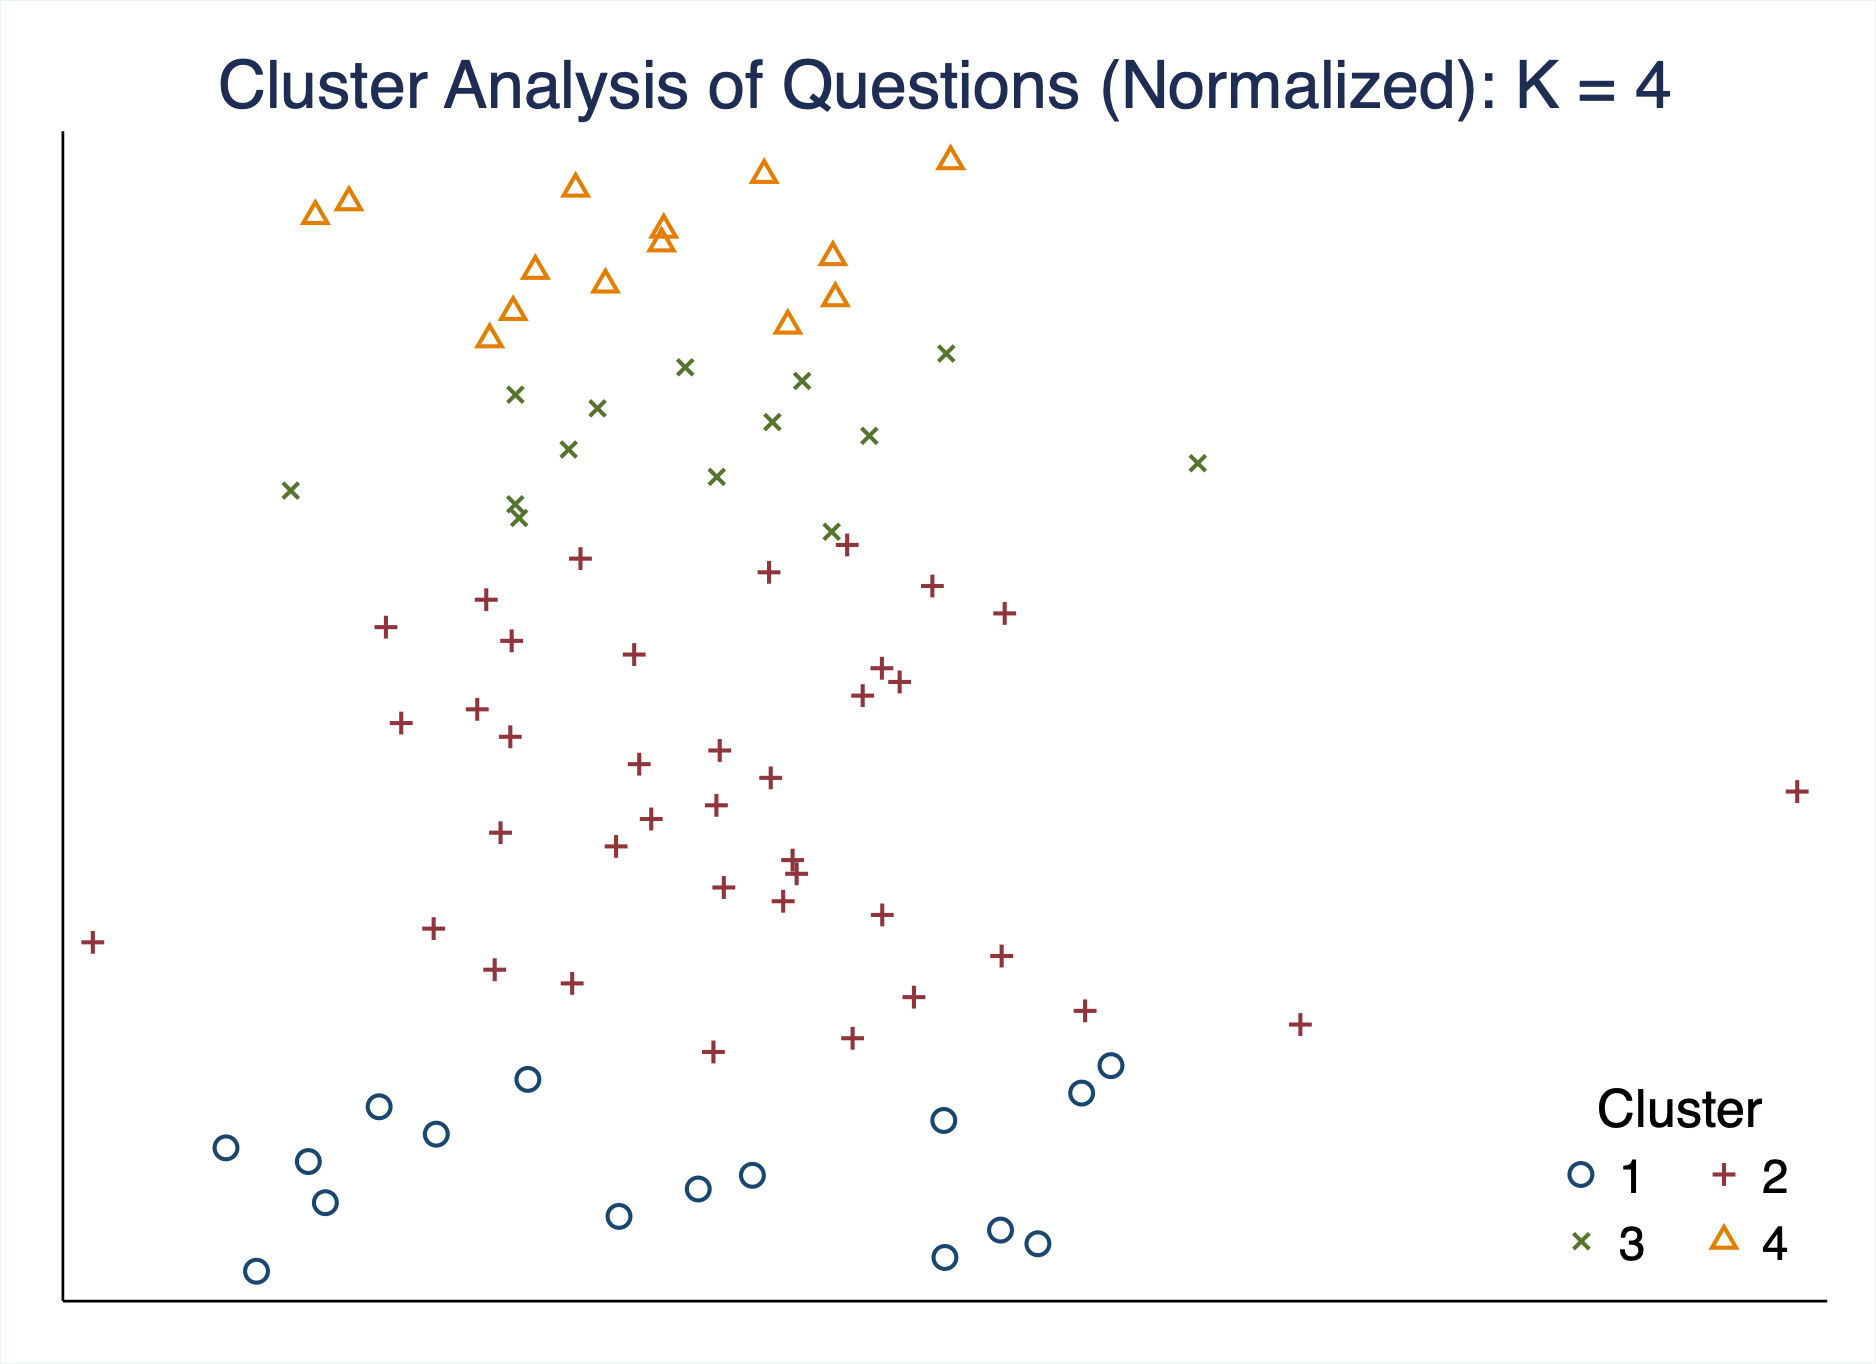 Cluster Analysis of Questions (Normalized): K = 4
Cluster
1 2
3 4